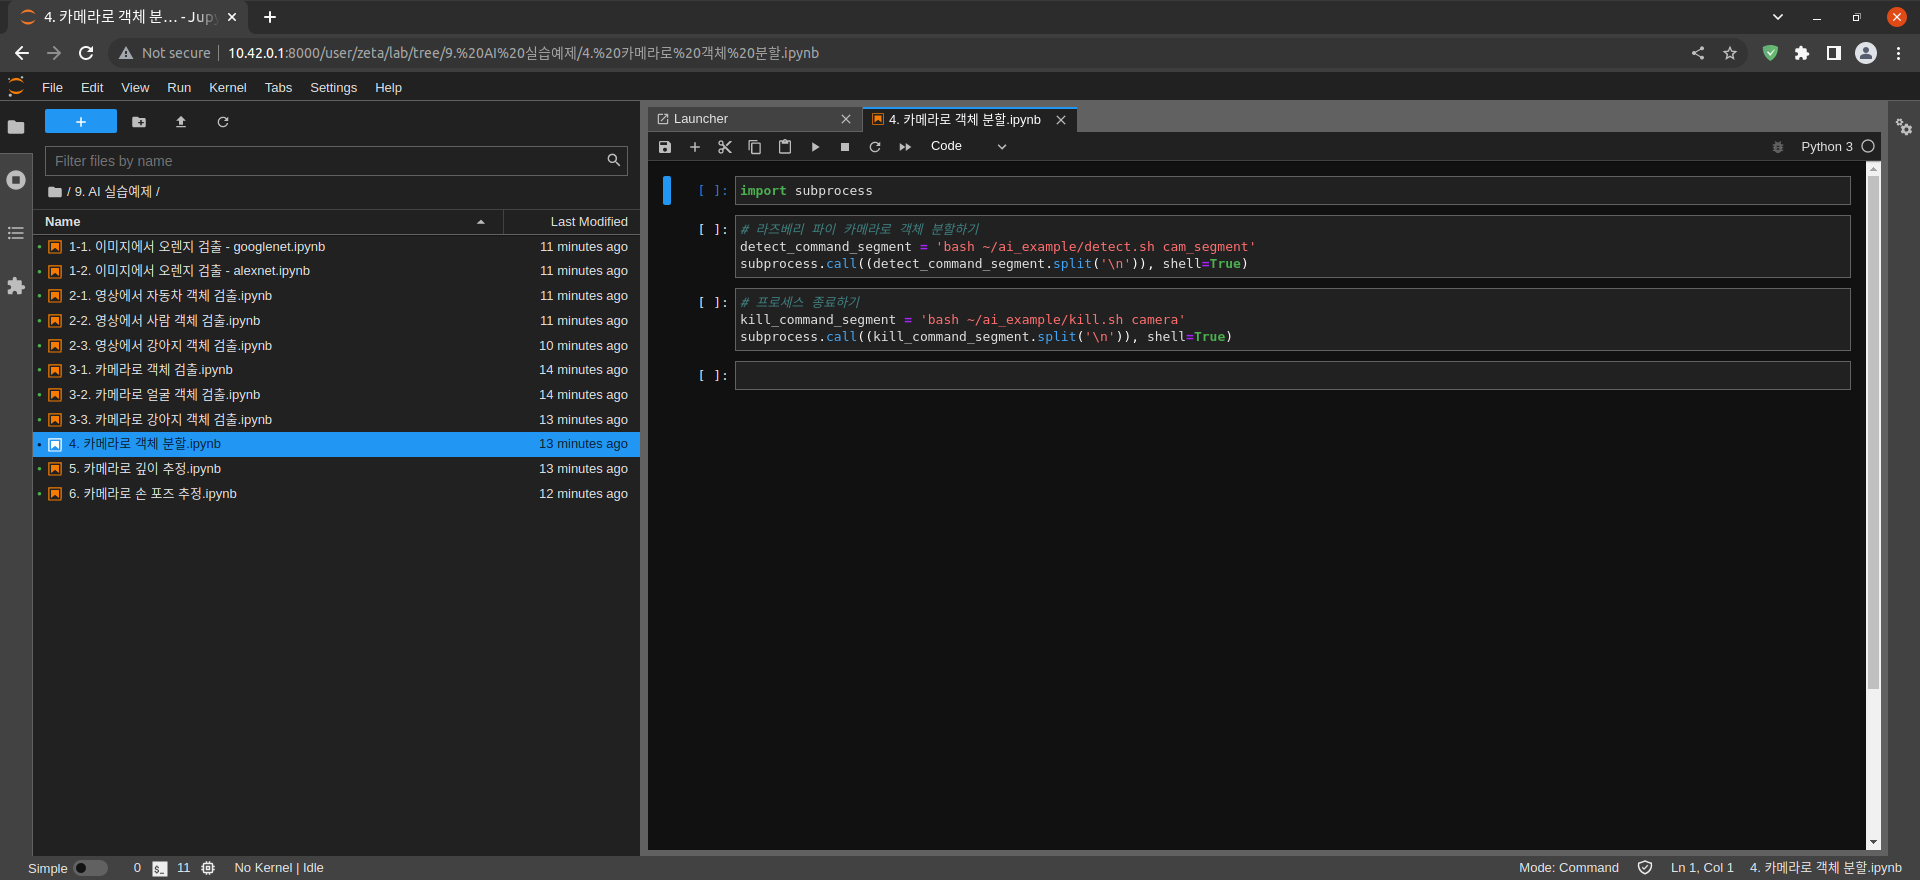 4. 카메라로 객체 분... - Jupy
Not secure | 10.42.0.1:8000/user/zeta/lab/tree/9.%20AI%20실습예제/4.%20카메라로%20객체%20분할.ipynb
File Edit View Run Kernel Tabs Settings Help
Filter files by name
/ 9. AI 실습예제 /
Name Last Modified
1-1. 이미지에서 오렌지 검출 - googlenet.ipynb 11 minutes ago
1-2. 이미지에서 오렌지 검출 - alexnet.ipynb 11 minutes ago
2-1. 영상에서 자동차 객체 검출.ipynb 11 minutes ago
2-2. 영상에서 사람 객체 검출.ipynb 11 minutes ago
2-3. 영상에서 강아지 객체 검출.ipynb 10 minutes ago
3-1. 카메라로 객체 검출.ipynb 14 minutes ago
3-2. 카메라로 얼굴 객체 검출.ipynb 14 minutes ago
3-3. 카메라로 강아지 객체 검출.ipynb 13 minutes ago
4. 카메라로 객체 분할.ipynb 13 minutes ago
5. 카메라로 깊이 추정.ipynb 13 minutes ago
6. 카메라로 손 포즈 추정.ipynb 12 minutes ago
Launcher 4. 카메라로 객체 분할.ipynb
Code Python 3
[ ]: import subprocess
[ ]: # 라즈베리 파이 카메라로 객체 분할하기
detect_command_segment = 'bash ~/ai_example/detect.sh cam_segment'
subprocess.call((detect_command_segment.split('\n')), shell=True)
[ ]: # 프로세스 종료하기
kill_command_segment = 'bash ~/ai_example/kill.sh camera'
subprocess.call((kill_command_segment.split('\n')), shell=True)
[ ]:
Simple 0 $_ 11 No Kernel | Idle Mode: Command Ln 1, Col 1 4. 카메라로 객체 분할.ipynb